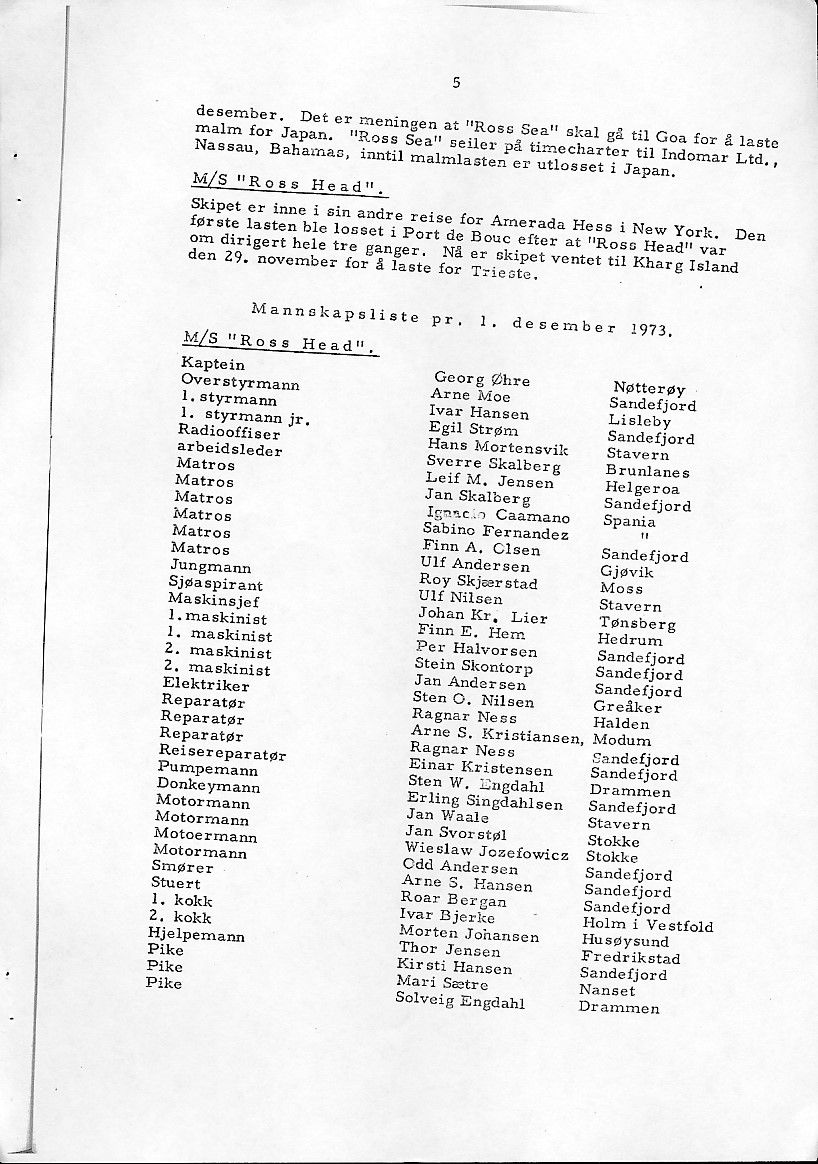 5
desember. Det er meningen at "Ross Sea" skal gå til Goa for å laste
malm for Japan. "Ross Sea" seiler på timecharter til Indomar Ltd.,
Nassau, Bahamas, inntil malmlasten er utlosset i Japan.
M/S "Ross Head".
Skipet er inne i sin andre reise for Amerada Hess i New York. Den
første lasten ble losset i Port de Bouc efter at "Ross Head" var
om dirigert hele tre ganger. Nå er skipet ventet til Kharg Island
den 29. november for å laste for Trieste.
Mannskapsliste pr. 1. desember 1973.
M/S "Ross Head".
Kaptein Georg Øhre Nøtterøy
Overstyrmann Arne Moe Sandefjord
1.styrmann Ivar Hansen Lisleby
1. styrmann jr. Egil Strøm Sandefjord
Radiooffiser Hans Mortensvik Stavern
arbeidsleder Sverre Skalberg Brunlanes
Matros Leif M. Jensen Helgeroa
Matros Jan Skalberg Sandefjord
Matros Ignacio Caamano Spania
Matros Sabino Fernandez "
Matros Finn A. Olsen Sandefjord
Matros Ulf Andersen Gjøvik
Jungmann Roy Skjærstad Moss
Sjøaspirant Ulf Nilsen Stavern
Maskinsjef Johan Kr. Lier Tønsberg
1.maskinist Finn E. Hem Hedrum
1. maskinist Per Halvorsen Sandefjord
2. maskinist Stein Skontorp Sandefjord
2. maskinist Jan Andersen Sandefjord
Elektriker Sten O. Nilsen Greåker
Reparatør Ragnar Ness Halden
Reparatør Arne S. Kristiansen, Modum
Reparatør Ragnar Ness Sandefjord
Reisereparatør Einar Kristensen Sandefjord
Pumpemann Sten W. Engdahl Drammen
Donkeymann Erling Singdahlsen Sandefjord
Motormann Jan Waale Stavern
Motormann Jan Svorstøl Stokke
Motoermann Wieslaw Jozefowicz Stokke
Motormann Odd Andersen Sandefjord
Smører Arne S. Hansen Sandefjord
Stuert Roar Bergan Sandefjord
1. kokk Ivar Bjerke Holm i Vestfold
2. kokk Morten Johansen Husøysund
Hjelpemann Thor Jensen Fredrikstad
Pike Kirsti Hansen Sandefjord
Pike Mari Sætre Nanset
Pike Solveig Engdahl Drammen